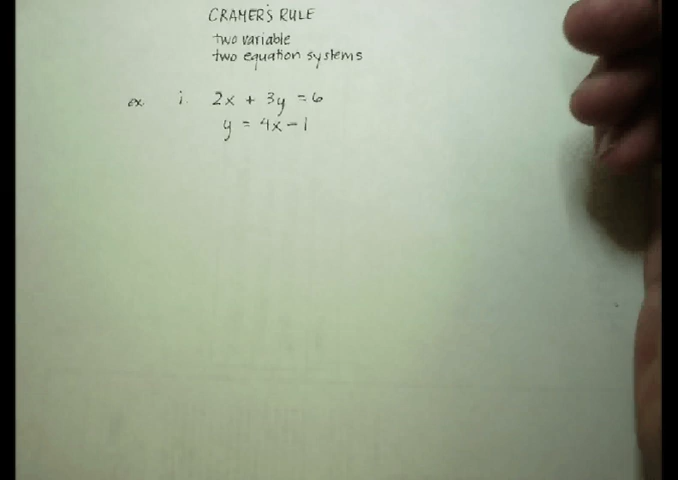 CRAMER'S RULE
two variable
two equation systems
ex. i. 2x + 3y = 6
y = 4x - 1